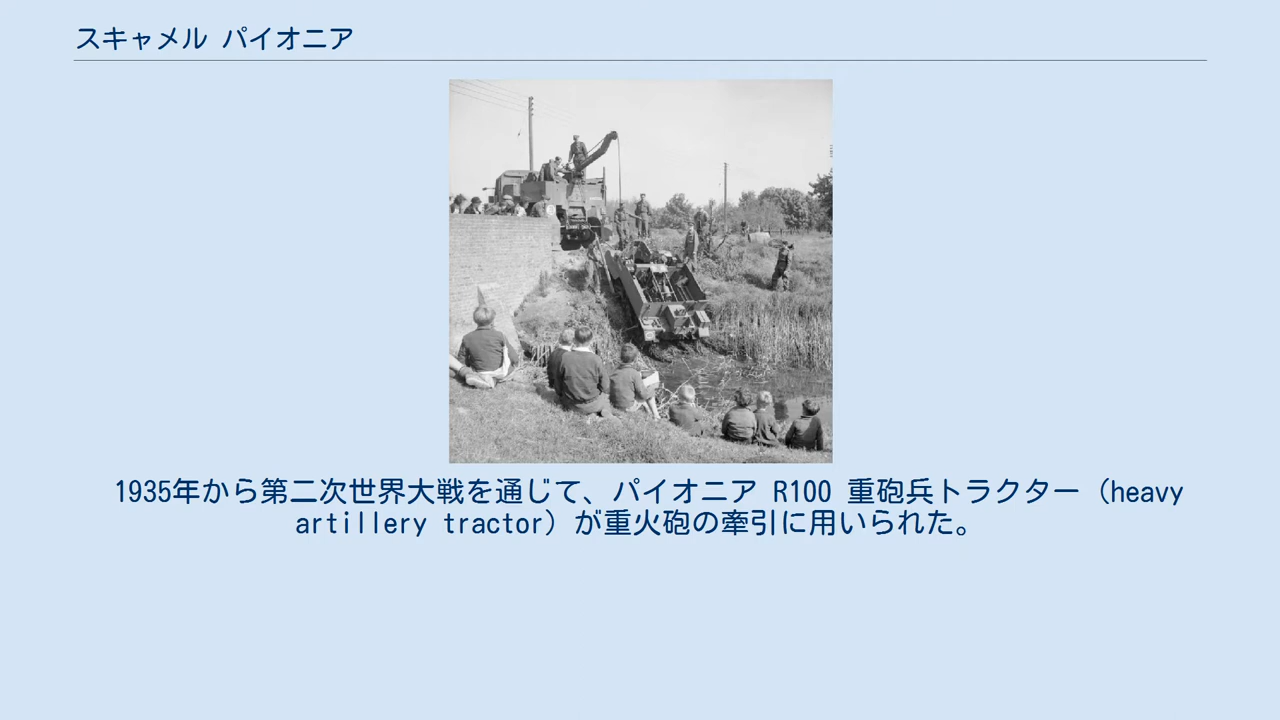 スキャメル パイオニア
1935年から第二次世界大戦を通じて、パイオニア R100 重砲兵トラクター（heavy
artillery tractor）が重火砲の牽引に用いられた。